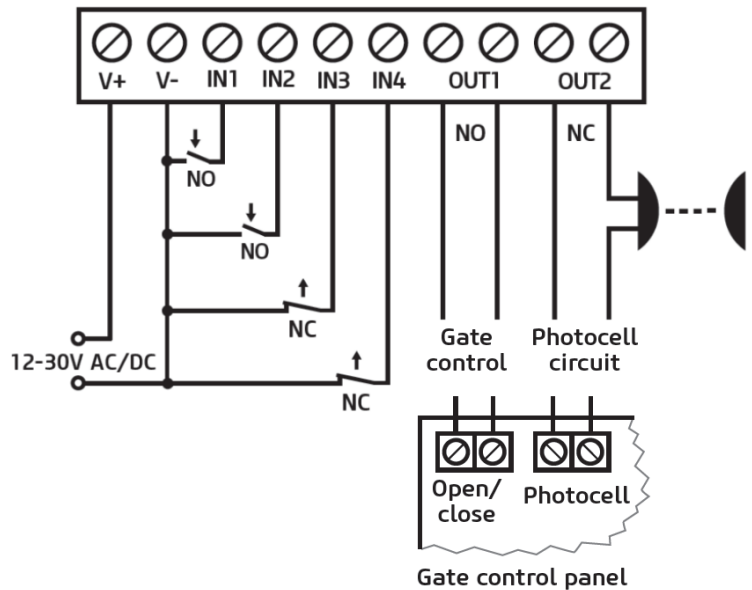 V+ V- IN1 IN2 IN3 IN4 OUT1 OUT2
NO NC
NO
NO
NC
12-30V AC/DC
NC
Gate
control
Photocell
circuit
Open/
close
Photocell
Gate control panel